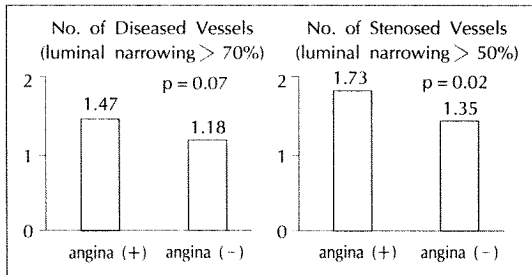 No. of Diseased Vessels
(luminal narrowing > 70%)
2
p = 0.07
1.47
1.18
1
0
angina (+) angina (−)
No. of Stenosed Vessels
(luminal narrowing > 50%)
2
1.73
p = 0.02
1.35
1
0
angina (+) angina (−)